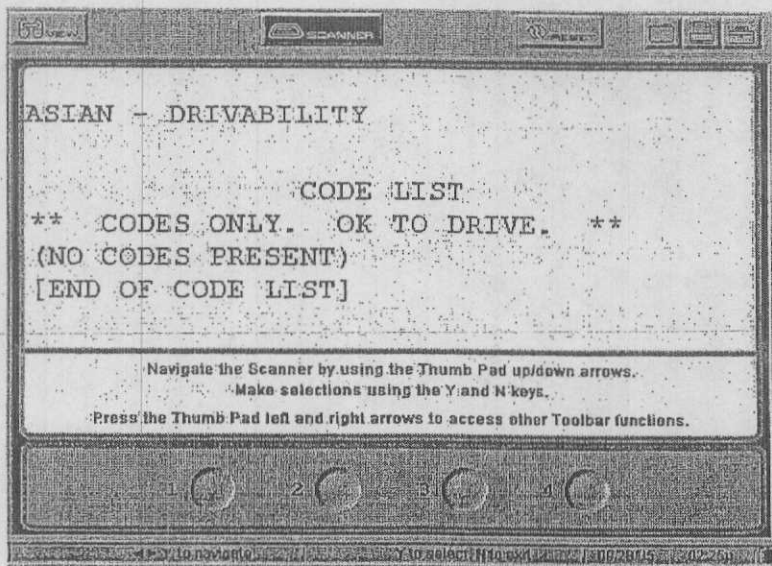 VIEW SCANNER RESET
ASIAN - DRIVABILITY
CODE LIST
** CODES ONLY. OK TO DRIVE. **
(NO CODES PRESENT)
[END OF CODE LIST]
Navigate the Scanner by using the Thumb Pad up/down arrows.
Make selections using the Y and N keys.
Press the Thumb Pad left and right arrows to access other Toolbar functions.
1 2 3 4
to navigate Y to select, N to exit